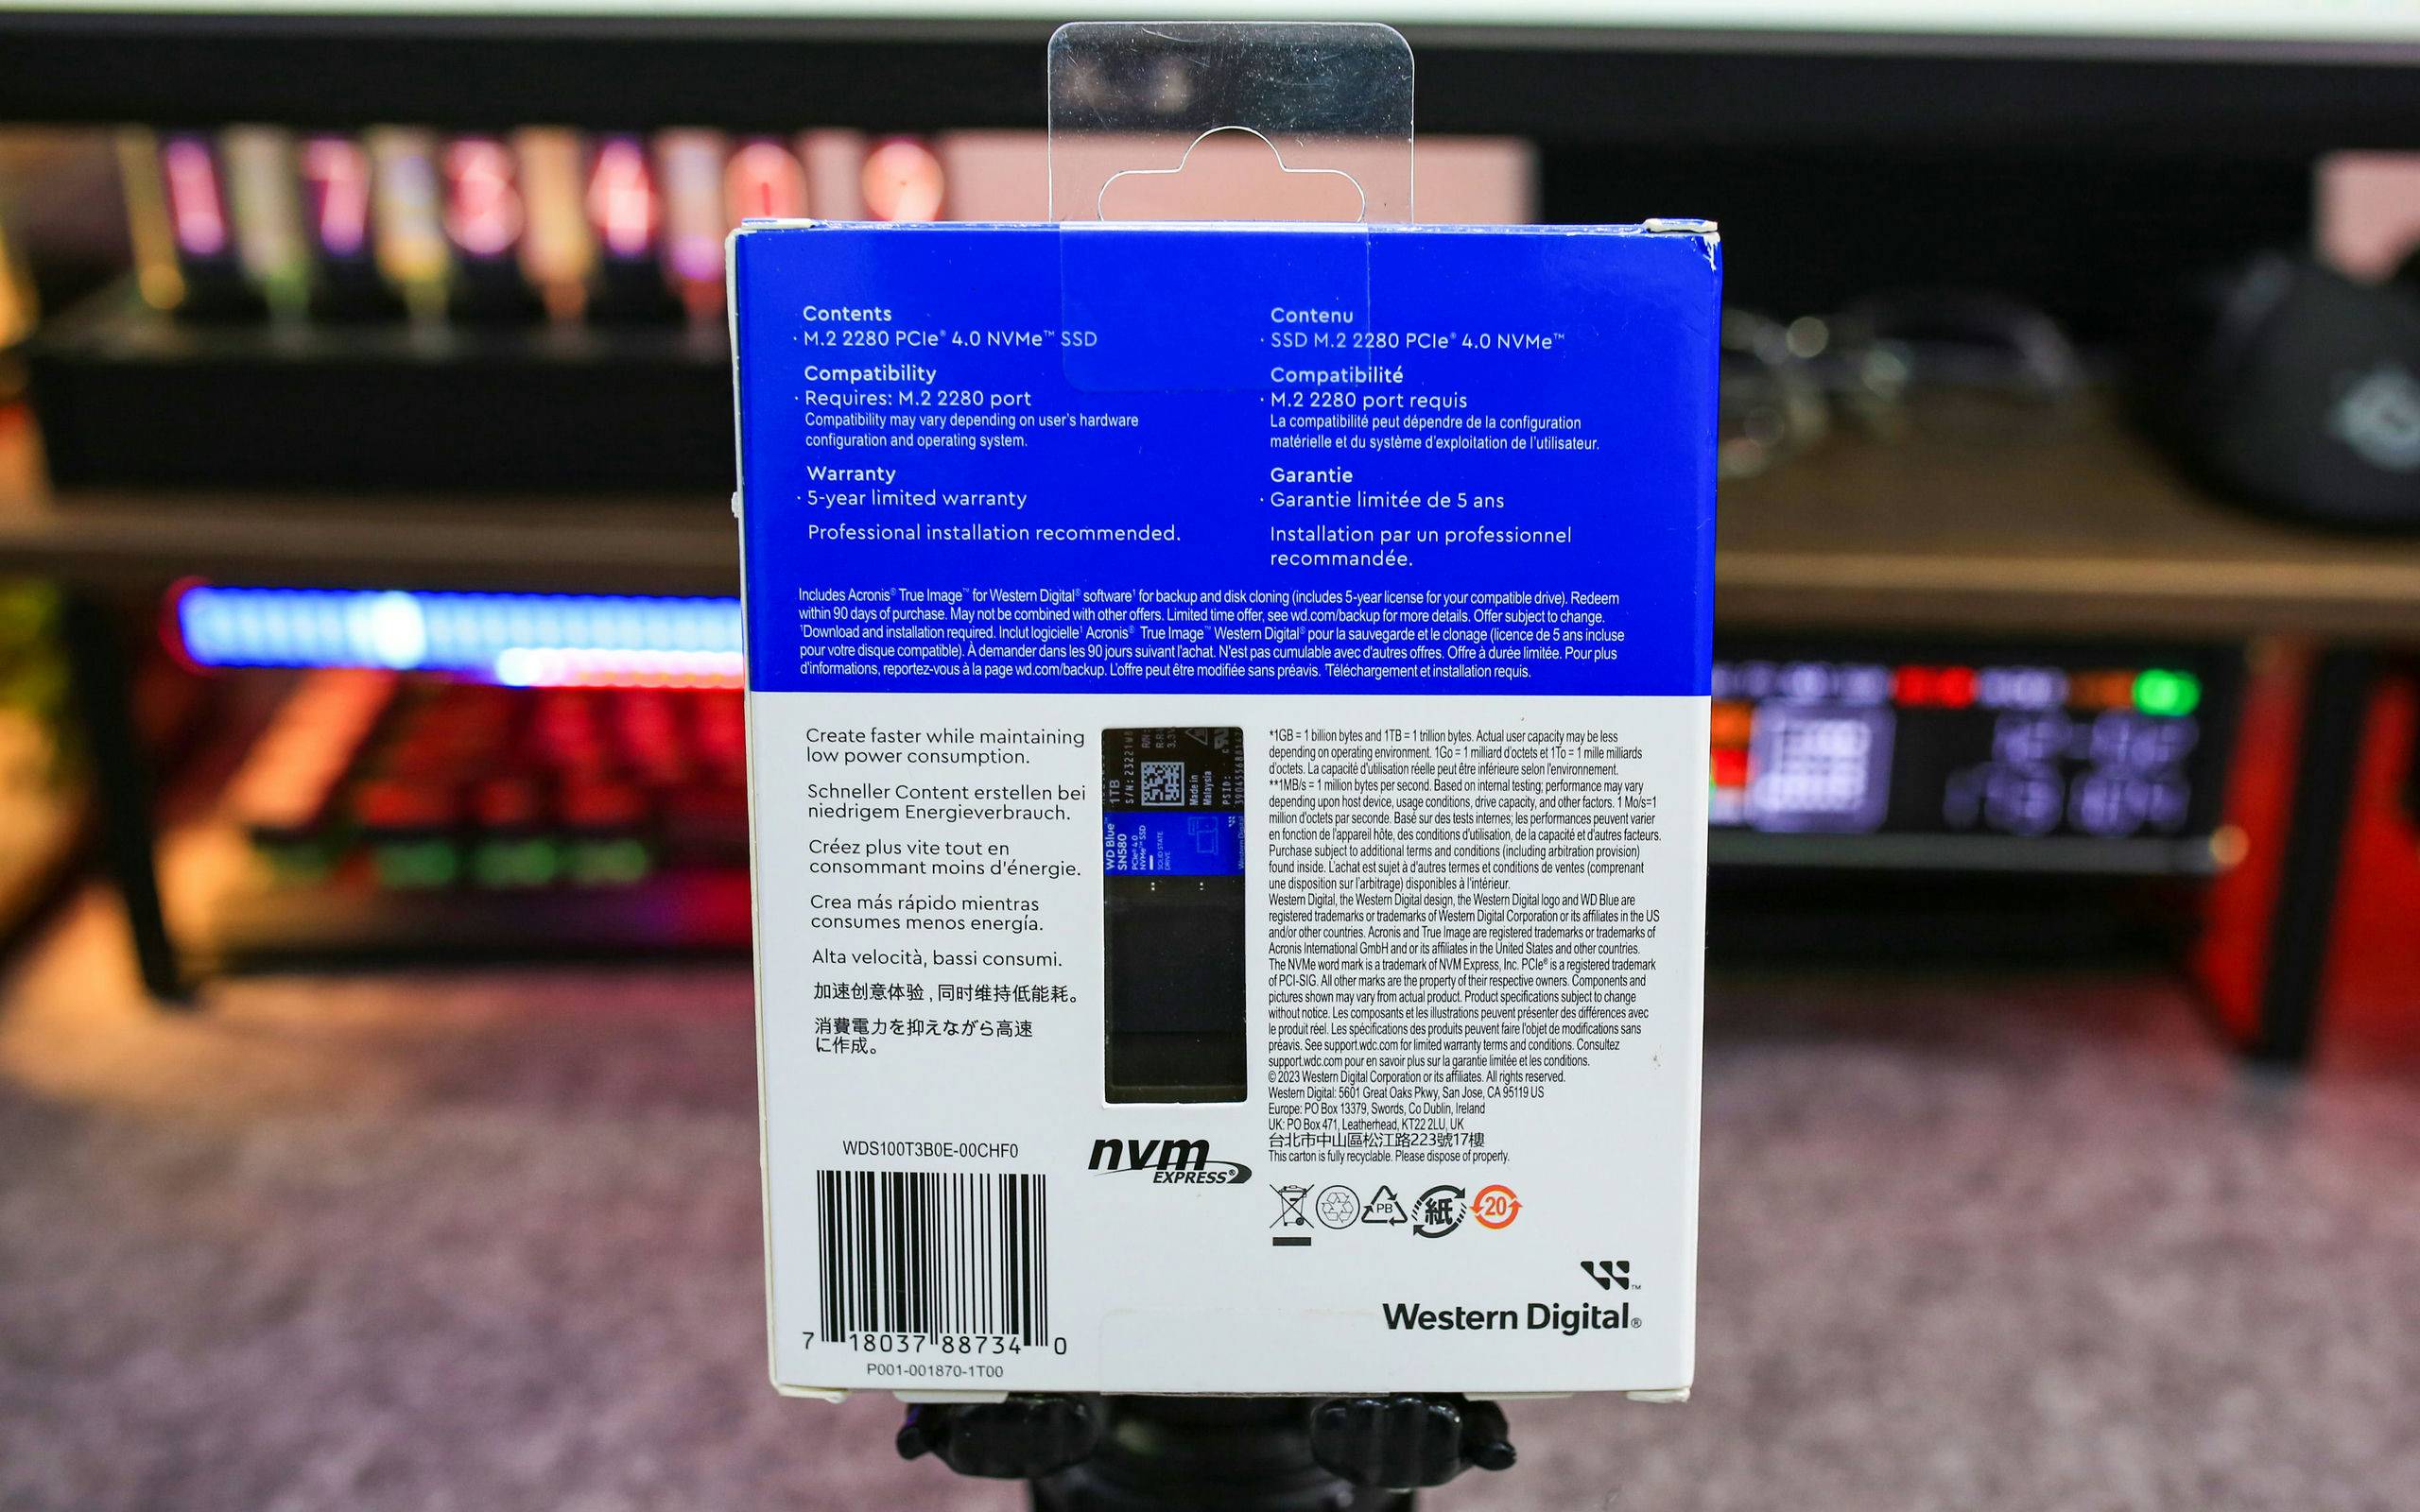 Contents
· M.2 2280 PCIe® 4.0 NVMe™ SSD
Compatibility
· Requires: M.2 2280 port
Compatibility may vary depending on user's hardware
configuration and operating system.
Warranty
· 5-year limited warranty
Professional installation recommended.
Contenu
· SSD M.2 2280 PCIe® 4.0 NVMe™
Compatibilité
· M.2 2280 port requis
La compatibilité peut dépendre de la configuration
matérielle et du système d'exploitation de l'utilisateur.
Garantie
· Garantie limitée de 5 ans
Installation par un professionnel
recommandée.
Includes Acronis® True Image™ for Western Digital® software¹ for backup and disk cloning (includes 5-year license for your compatible drive). Redeem
within 90 days of purchase. May not be combined with other offers. Limited time offer, see wd.com/backup for more details. Offer subject to change.
¹Download and installation required. Inclut logicielle¹ Acronis® True Image™ Western Digital® pour la sauvegarde et le clonage (licence de 5 ans incluse
pour votre disque compatible). À demander dans les 90 jours suivant l'achat. N'est pas cumulable avec d'autres offres. Offre à durée limitée. Pour plus
d'informations, reportez-vous à la page wd.com/backup. L'offre peut être modifiée sans préavis. ¹Téléchargement et installation requis.
Create faster while maintaining
low power consumption.
Schneller Content erstellen bei
niedrigem Energieverbrauch.
Créez plus vite tout en
consommant moins d'énergie.
Crea más rápido mientras
consumes menos energía.
Alta velocità, bassi consumi.
加速创意体验，同时维持低能耗。
消費電力を抑えながら高速
に作成。
1TB
S/N: 23221
Made in
Malaysia
PSID:
WD Blue™
SN580
PCIe® 4.0
NVMe™ SSD
SOLID STATE
DRIVE
Western Digital
*1GB = 1 billion bytes and 1TB = 1 trillion bytes. Actual user capacity may be less
depending on operating environment. 1Go = 1 milliard d'octets et 1To = 1 mille milliards
d'octets. La capacité d'utilisation réelle peut être inférieure selon l'environnement.
**1MB/s = 1 million bytes per second. Based on internal testing; performance may vary
depending upon host device, usage conditions, drive capacity, and other factors. 1 Mo/s=1
million d'octets par seconde. Basé sur des tests internes; les performances peuvent varier
en fonction de l'appareil hôte, des conditions d'utilisation, de la capacité et d'autres facteurs.
Purchase subject to additional terms and conditions (including arbitration provision)
found inside. L'achat est sujet à d'autres termes et conditions de ventes (comprenant
une disposition sur l'arbitrage) disponibles à l'intérieur.
Western Digital, the Western Digital design, the Western Digital logo and WD Blue are
registered trademarks or trademarks of Western Digital Corporation or its affiliates in the US
and/or other countries. Acronis and True Image are registered trademarks or trademarks of
Acronis International GmbH and or its affiliates in the United States and other countries.
The NVMe word mark is a trademark of NVM Express, Inc. PCIe® is a registered trademark
of PCI-SIG. All other marks are the property of their respective owners. Components and
pictures shown may vary from actual product. Product specifications subject to change
without notice. Les composants et les illustrations peuvent présenter des différences avec
le produit réel. Les spécifications des produits peuvent faire l'objet de modifications sans
préavis. See support.wdc.com for limited warranty terms and conditions. Consultez
support.wdc.com pour en savoir plus sur la garantie limitée et les conditions.
© 2023 Western Digital Corporation or its affiliates. All rights reserved.
Western Digital: 5601 Great Oaks Pkwy, San Jose, CA 95119 US
Europe: PO Box 13379, Swords, Co Dublin, Ireland
UK: PO Box 471, Leatherhead, KT22 2LU, UK
台北市中山區松江路223號17樓
This carton is fully recyclable. Please dispose of properly.
PB
紙
20
WDS100T3B0E-00CHF0
7 18037 88734 0
P001-001870-1T00
nvm
EXPRESS®
Western Digital®